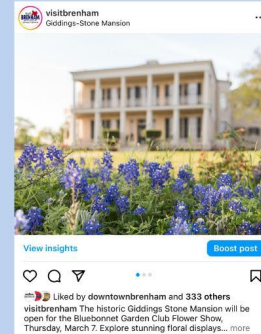 visitbrenham
Giddings-Stone Mansion
BRENHAM
View insights
Boost post
Liked by downtownbrenham and 333 others
visitbrenham The historic Giddings Stone Mansion will be
open for the Bluebonnet Garden Club Flower Show,
Thursday, March 7. Explore stunning floral displays... more